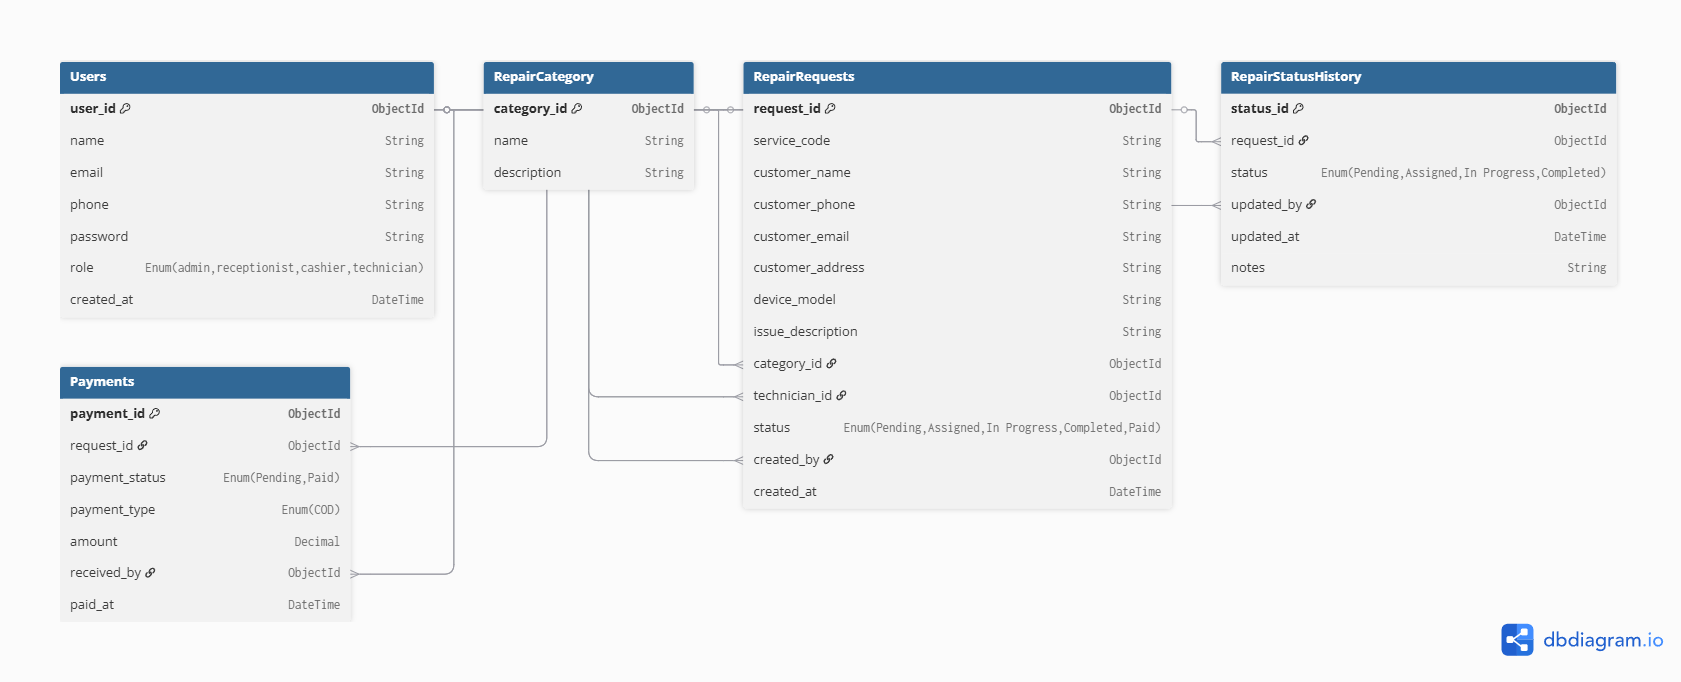 Users
user_id ObjectId
name String
email String
phone String
password String
role Enum(admin,receptionist,cashier,technician)
created_at DateTime
RepairCategory
category_id ObjectId
name String
description String
RepairRequests
request_id ObjectId
service_code String
customer_name String
customer_phone String
customer_email String
customer_address String
device_model String
issue_description String
category_id ObjectId
technician_id ObjectId
status Enum(Pending,Assigned,In Progress,Completed,Paid)
created_by ObjectId
created_at DateTime
RepairStatusHistory
status_id ObjectId
request_id ObjectId
status Enum(Pending,Assigned,In Progress,Completed)
updated_by ObjectId
updated_at DateTime
notes String
Payments
payment_id ObjectId
request_id ObjectId
payment_status Enum(Pending,Paid)
payment_type Enum(COD)
amount Decimal
received_by ObjectId
paid_at DateTime
dbdiagram.io